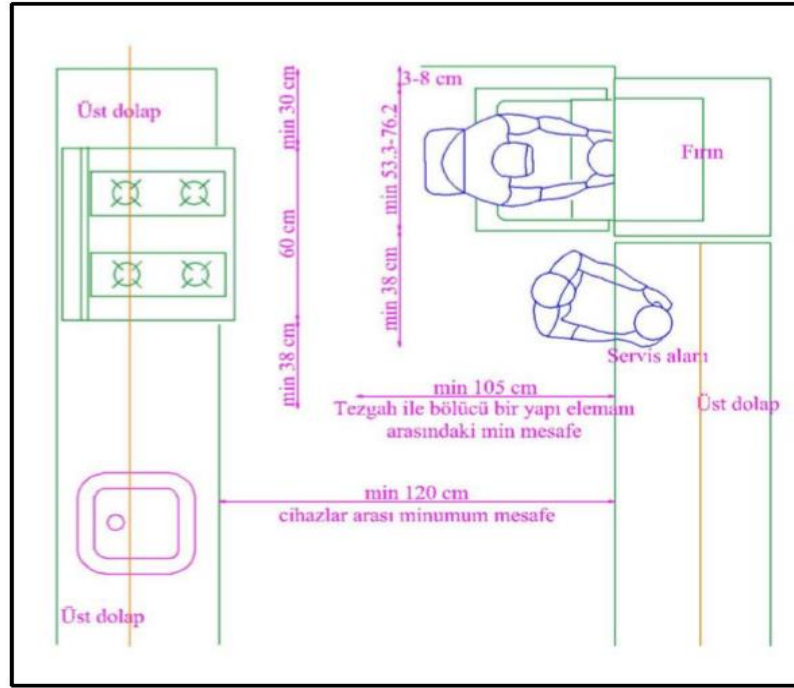 Üst dolap
min 30 cm
60 cm
min 38 cm
3-8 cm
min 53.3-76.2
min 38 cm
Fırın
Servis alanı
min 105 cm
Tezgah ile bölücü bir yapı elemanı
arasındaki min mesafe
Üst dolap
min 120 cm
cihazlar arası minumum mesafe
Üst dolap